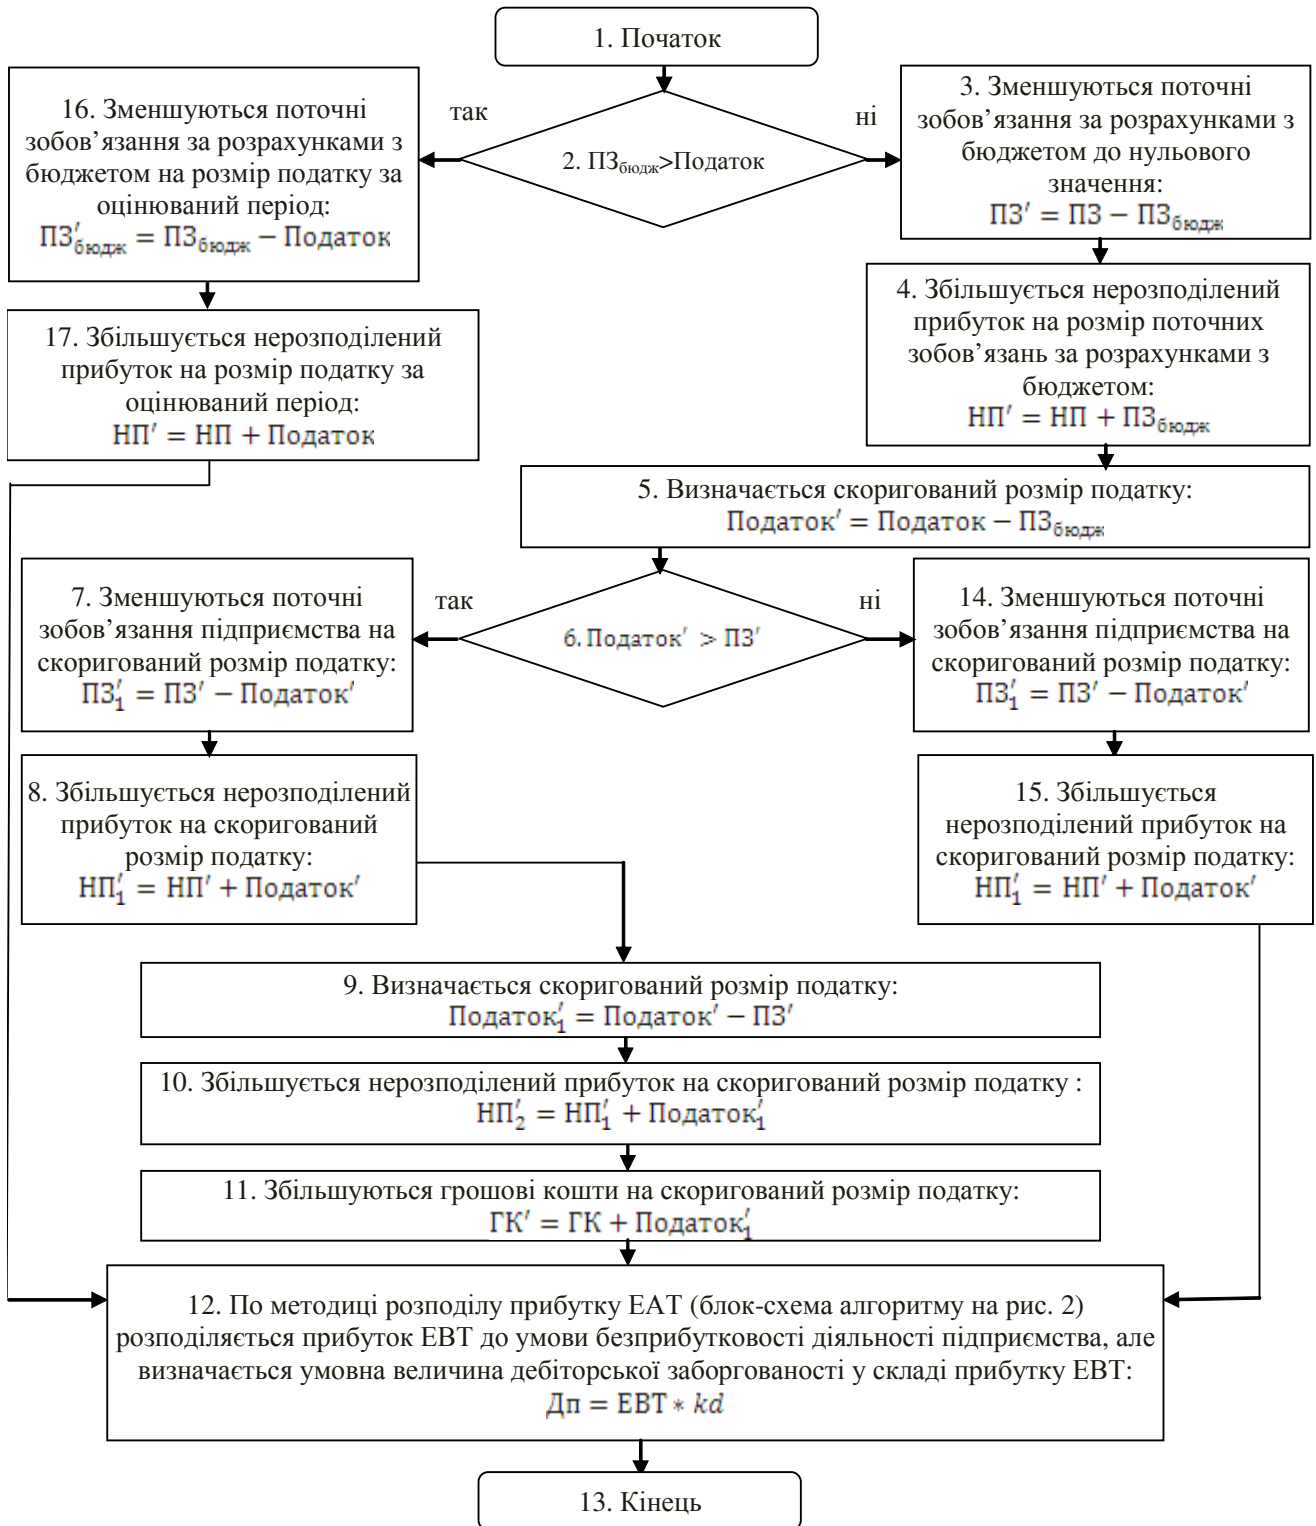 1. Початок
16. Зменшуються поточні
зобов’язання за розрахунками з
бюджетом на розмір податку за
оцінюваний період:
ПЗ′бюдж = ПЗбюдж − Податок
так
2. ПЗбюдж>Податок
ні
3. Зменшуються поточні
зобов’язання за розрахунками з
бюджетом до нульового
значення:
ПЗ′ = ПЗ − ПЗбюдж
17. Збільшується нерозподілений
прибуток на розмір податку за
оцінюваний період:
НП′ = НП + Податок
4. Збільшується нерозподілений
прибуток на розмір поточних
зобов’язань за розрахунками з
бюджетом:
НП′ = НП + ПЗбюдж
5. Визначається скоригований розмір податку:
Податок′ = Податок − ПЗбюдж
7. Зменшуються поточні
зобов’язання підприємства на
скоригований розмір податку:
ПЗ′₁ = ПЗ′ − Податок′
так
6. Податок′ > ПЗ′
ні
14. Зменшуються поточні
зобов’язання підприємства на
скоригований розмір податку:
ПЗ′₁ = ПЗ′ − Податок′
8. Збільшується нерозподілений
прибуток на скоригований
розмір податку:
НП′₁ = НП′ + Податок′
15. Збільшується
нерозподілений прибуток на
скоригований розмір податку:
НП′₁ = НП′ + Податок′
9. Визначається скоригований розмір податку:
Податок′₁ = Податок′ − ПЗ′
10. Збільшується нерозподілений прибуток на скоригований розмір податку :
НП′₂ = НП′₁ + Податок′₁
11. Збільшуються грошові кошти на скоригований розмір податку:
ГК′ = ГК + Податок′₁
12. По методиці розподілу прибутку ЕАТ (блок-схема алгоритму на рис. 2)
розподіляється прибуток ЕВТ до умови безприбутковості діяльності підприємства, але
визначається умовна величина дебіторської заборгованості у складі прибутку ЕВТ:
Дп = ЕВТ ∗ kd
13. Кінець